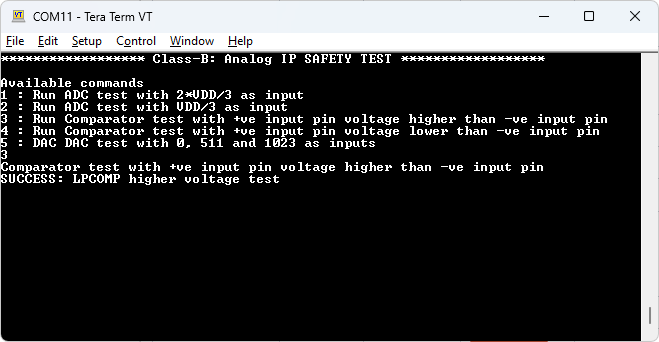 COM11 - Tera Term VT
File Edit Setup Control Window Help
****************** Class-B: Analog IP SAFETY TEST ******************
Available commands
1 : Run ADC test with 2*VDD/3 as input
2 : Run ADC test with VDD/3 as input
3 : Run Comparator test with +ve input pin voltage higher than -ve input pin
4 : Run Comparator test with +ve input pin voltage lower than -ve input pin
5 : DAC DAC test with 0, 511 and 1023 as inputs
3
Comparator test with +ve input pin voltage higher than -ve input pin
SUCCESS: LPCOMP higher voltage test